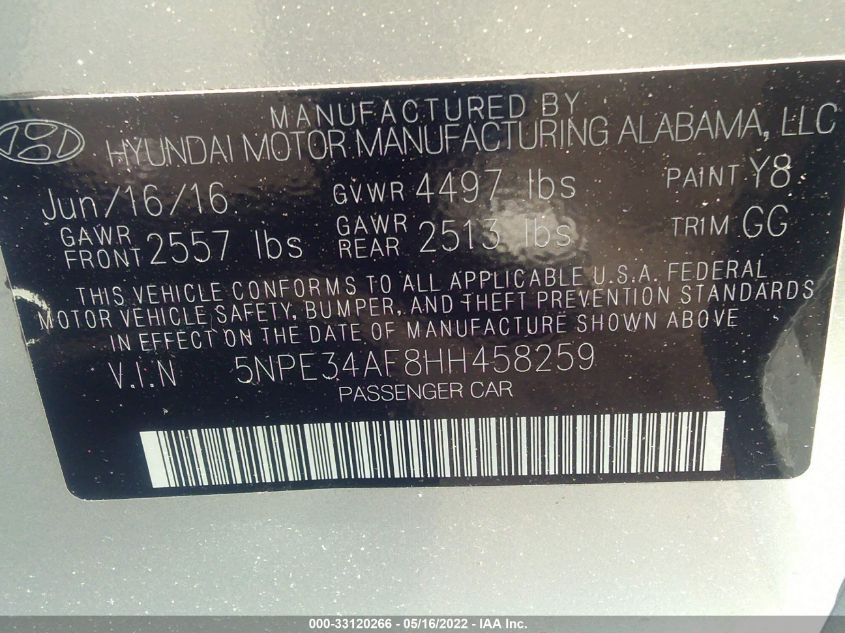 MANUFACTURED BY
HYUNDAI MOTOR MANUFACTURING ALABAMA, LLC
Jun/16/16 GVWR 4497 lbs PAINT Y8
GAWR FRONT 2557 lbs GAWR REAR 2513 lbs TRIM GG
THIS VEHICLE CONFORMS TO ALL APPLICABLE U.S.A. FEDERAL
MOTOR VEHICLE SAFETY, BUMPER, AND THEFT PREVENTION STANDARDS
IN EFFECT ON THE DATE OF MANUFACTURE SHOWN ABOVE
V.I.N 5NPE34AF8HH458259
PASSENGER CAR
000-33120266 - 05/16/2022 - IAA Inc.